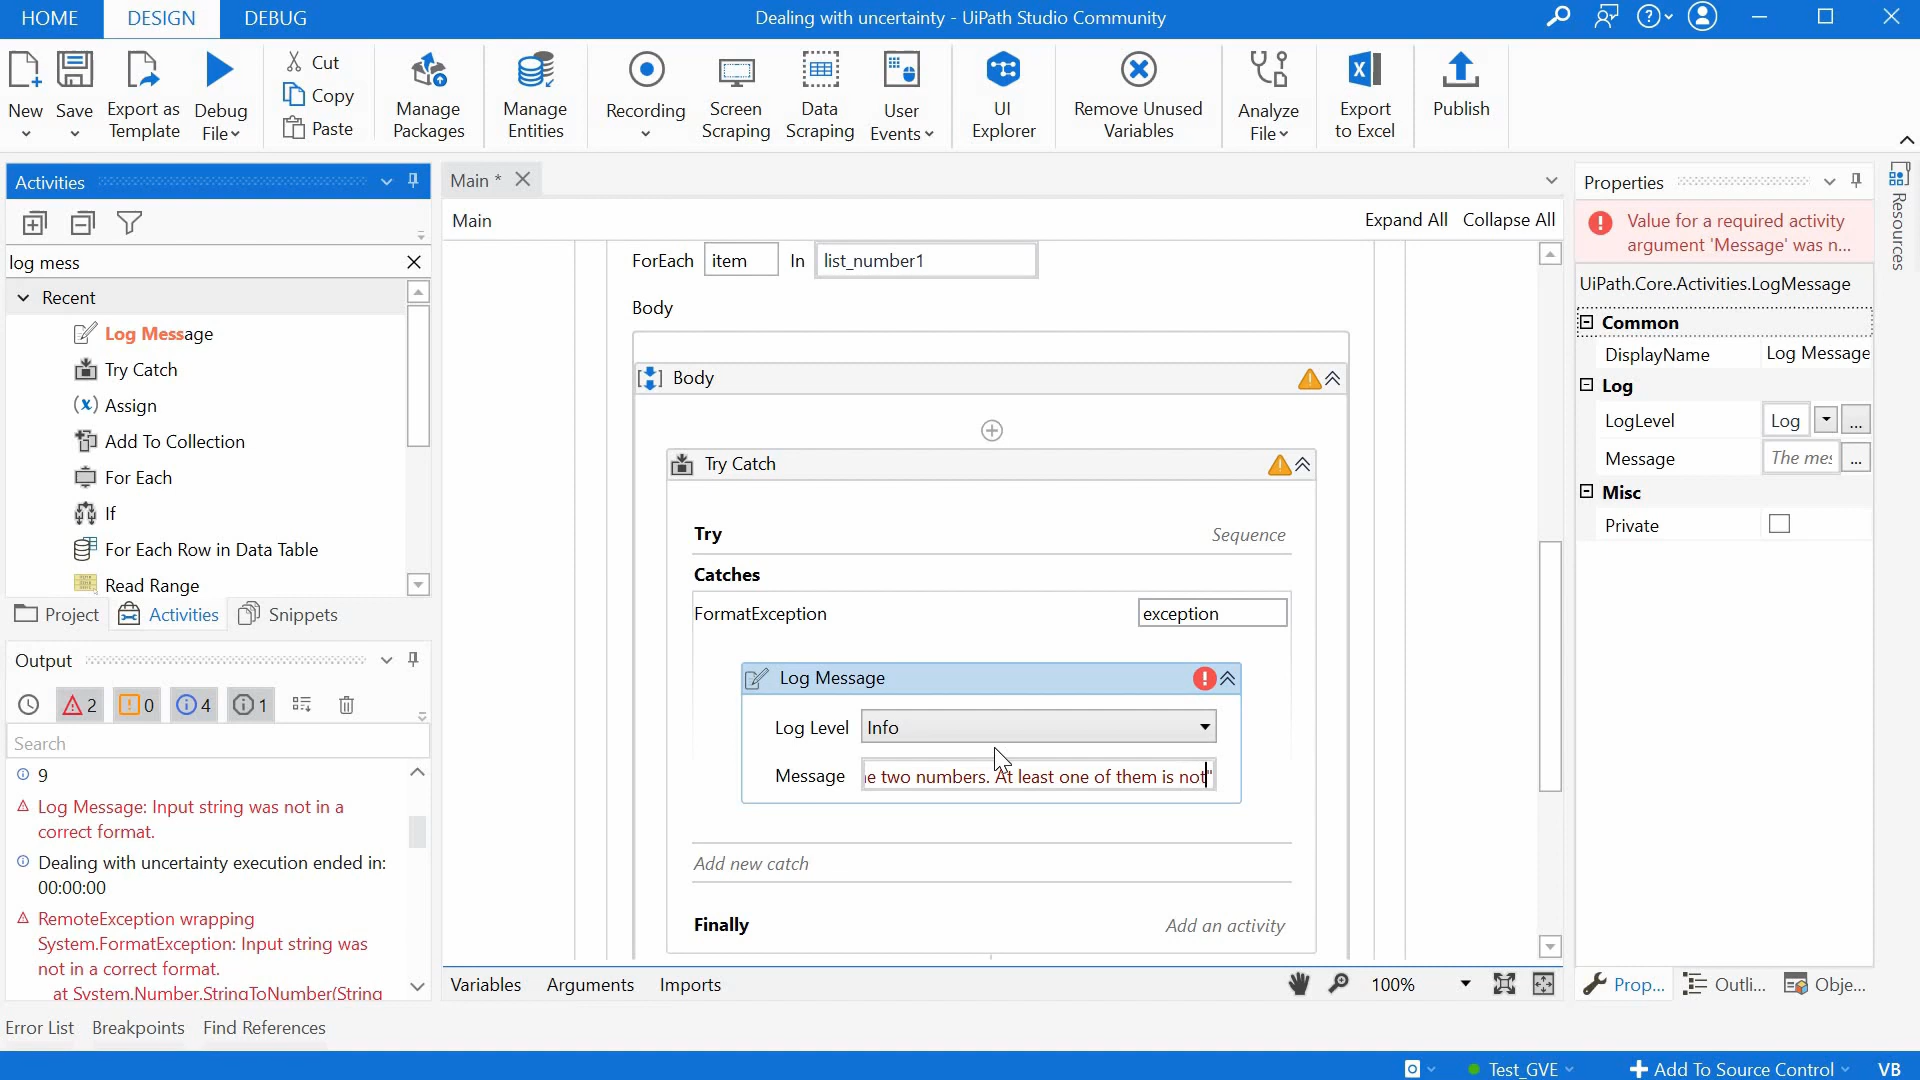 HOME DESIGN DEBUG
Dealing with uncertainty - UiPath Studio Community
New
Save
Export as Template
Debug File
Cut
Copy
Paste
Manage Packages
Manage Entities
Recording
Screen Scraping
Data Scraping
User Events
UI Explorer
Remove Unused Variables
Analyze File
Export to Excel
Publish
Activities
log mess
Recent
Log Message
Try Catch
Assign
Add To Collection
For Each
If
For Each Row in Data Table
Read Range
Project Activities Snippets
Output
2 0 4 1
Search
9
Log Message: Input string was not in a
correct format.
Dealing with uncertainty execution ended in:
00:00:00
RemoteException wrapping
System.FormatException: Input string was
not in a correct format.
at System.Number.StringToNumber(String
Error List Breakpoints Find References
Main *
Main
Expand All Collapse All
ForEach item In list_number1
Body
Body
Try Catch
Try Sequence
Catches
FormatException exception
Log Message
Log Level Info
Message e two numbers. At least one of them is not"
Add new catch
Finally Add an activity
Variables Arguments Imports
100%
Properties
Value for a required activity
argument 'Message' was n...
UiPath.Core.Activities.LogMessage
Common
DisplayName Log Message
Log
LogLevel Log ...
Message The mes ...
Misc
Private
Prop... Outli... Obje...
Resources
Test_GVE
Add To Source Control
VB